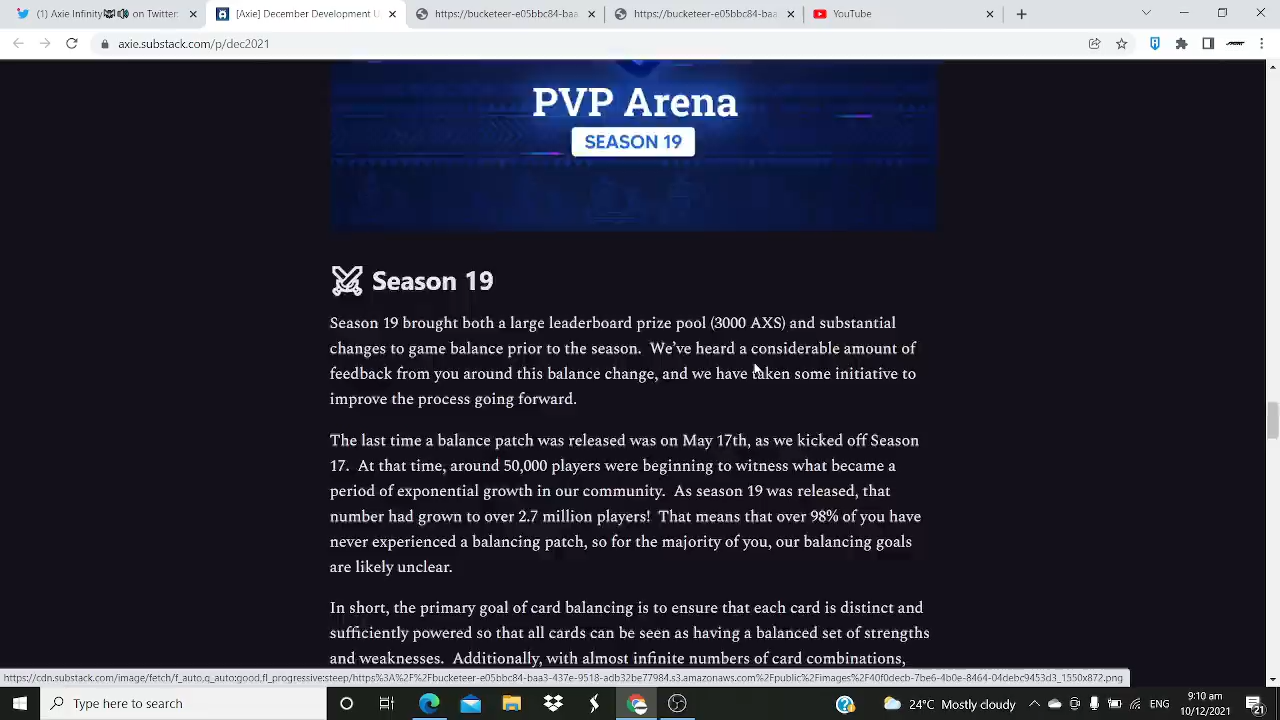 (1) Axie Infinity
on Twitter:
[Axie] December Development U
https://bucketeer-e05bbc84-baa
https://bucketeer-e05bbc84-baa
YouTube
axie.substack.com/p/dec2021
PVP Arena
SEASON 19
Season 19
Season 19 brought both a large leaderboard prize pool (3000 AXS) and substantial
changes to game balance prior to the season.  We've heard a considerable amount of
feedback from you around this balance change, and we have taken some initiative to
improve the process going forward.
The last time a balance patch was released was on May 17th, as we kicked off Season
17.  At that time, around 50,000 players were beginning to witness what became a
period of exponential growth in our community.  As season 19 was released, that
number had grown to over 2.7 million players!  That means that over 98% of you have
never experienced a balancing patch, so for the majority of you, our balancing goals
are likely unclear.
In short, the primary goal of card balancing is to ensure that each card is distinct and
sufficiently powered so that all cards can be seen as having a balanced set of strengths
and weaknesses.  Additionally, with almost infinite numbers of card combinations,
https://cdn.substack.com/image/fetch/f_auto,q_auto:good,fl_progressive:steep/https%3A%2F%2Fbucketeer-e05bbc84-baa3-437e-9518-adb32be77984.s3.amazonaws.com%2Fpublic%2Fimages%2F40f0decb-7be6-4b0e-8464-04debc9453d3_1550x872.png
Type here to search
24°C Mostly cloudy
9:10 am
10/12/2021
21